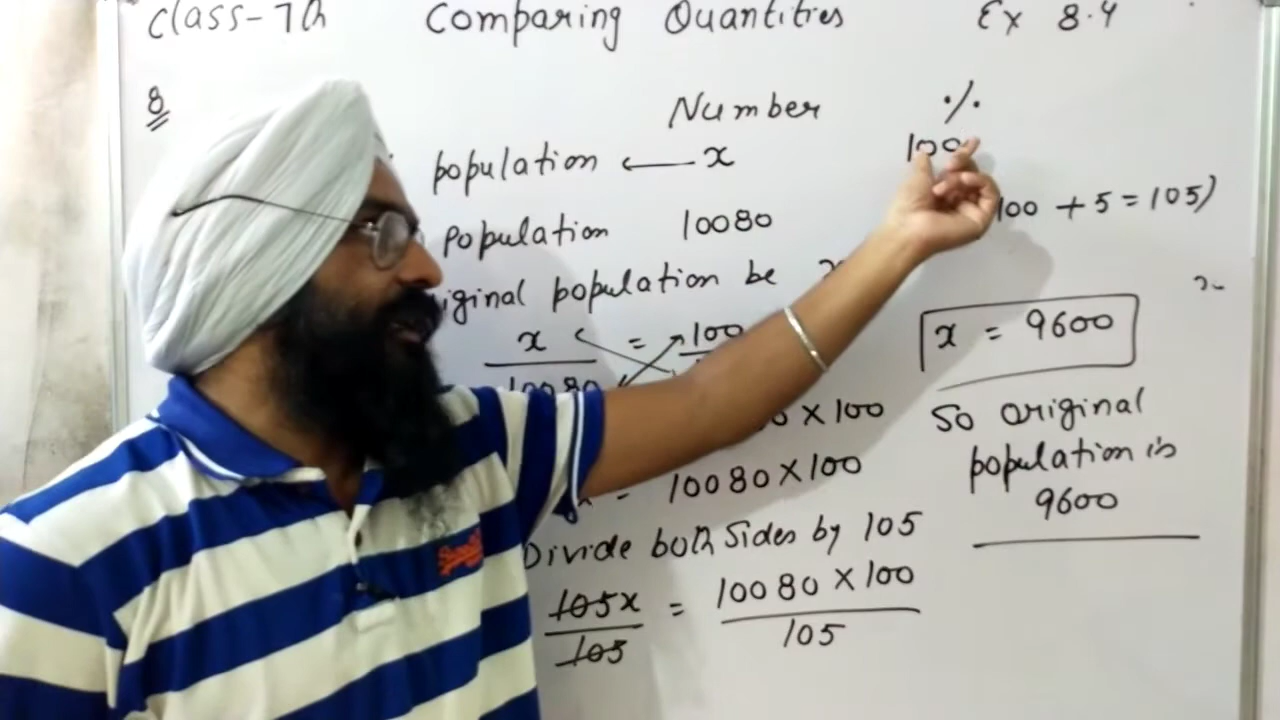 Class-7th Comparing Quantities Ex 8.4
8
Number %
population ← x 100
population 10080 100 + 5 = 105)
iginal population be
x = 100
10080
x = 9600
× 100
So original
population is
9600
x = 10080 × 100
Divide both sides by 105
105x = 10080 × 100
105 105